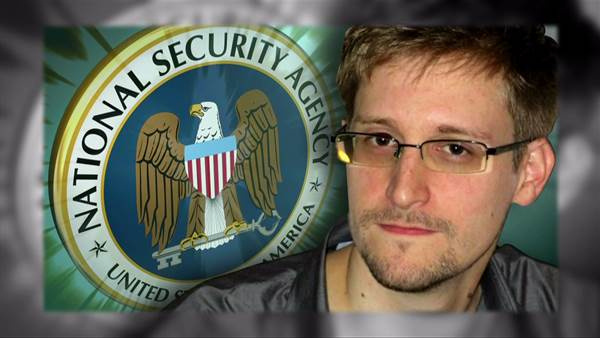 NATIONAL SECURITY AGENCY
UNITED S
AMERICA